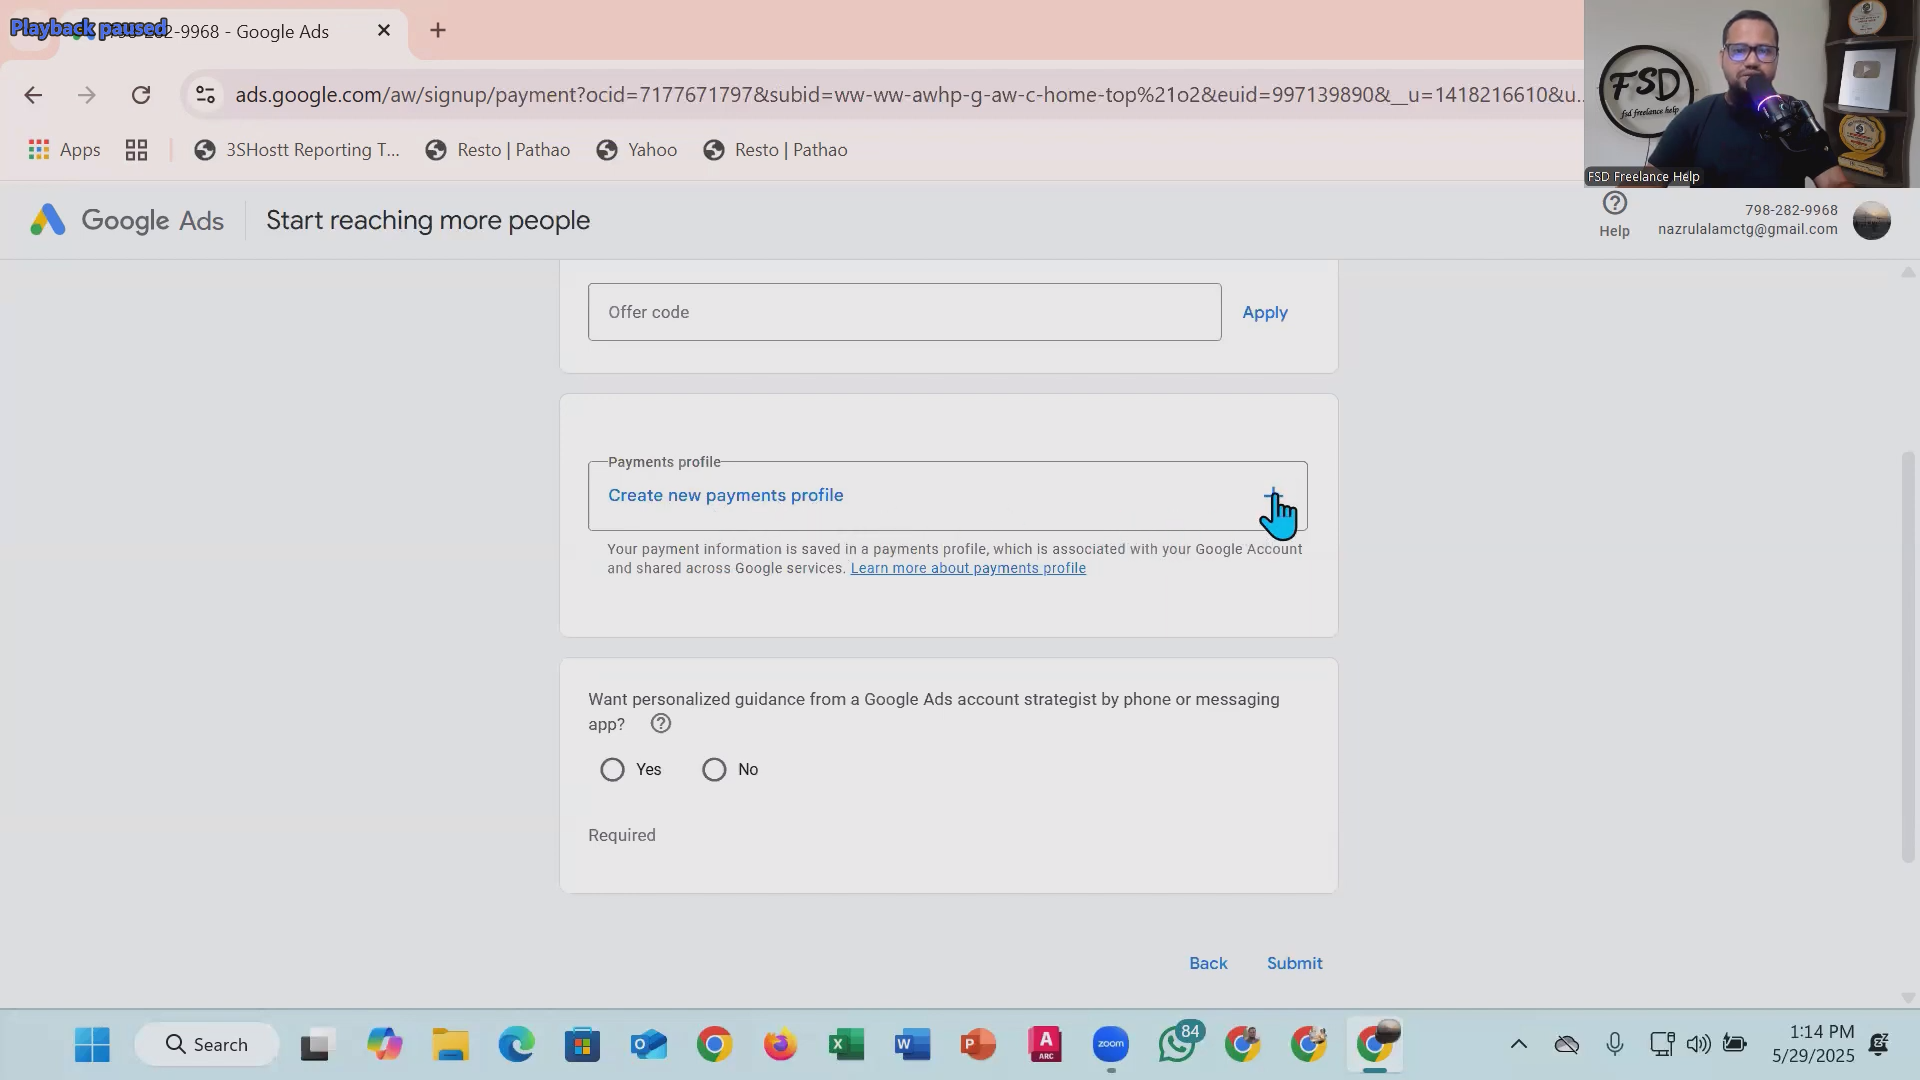 Playback paused
2-9968 - Google Ads
ads.google.com/aw/signup/payment?ocid=7177671797&subid=ww-ww-awhp-g-aw-c-home-top%21o2&euid=997139890&__u=1418216610&u...
Apps
3SHostt Reporting T...
Resto | Pathao
Yahoo
Resto | Pathao
FSD
fsd freelance help
FSD Freelance Help
Google Ads
Start reaching more people
Help
798-282-9968
nazrulalamctg@gmail.com
Offer code
Apply
Payments profile
Create new payments profile
Your payment information is saved in a payments profile, which is associated with your Google Account
and shared across Google services. Learn more about payments profile
Want personalized guidance from a Google Ads account strategist by phone or messaging
app?
Yes
No
Required
Back
Submit
Search
zoom
84
1:14 PM
5/29/2025